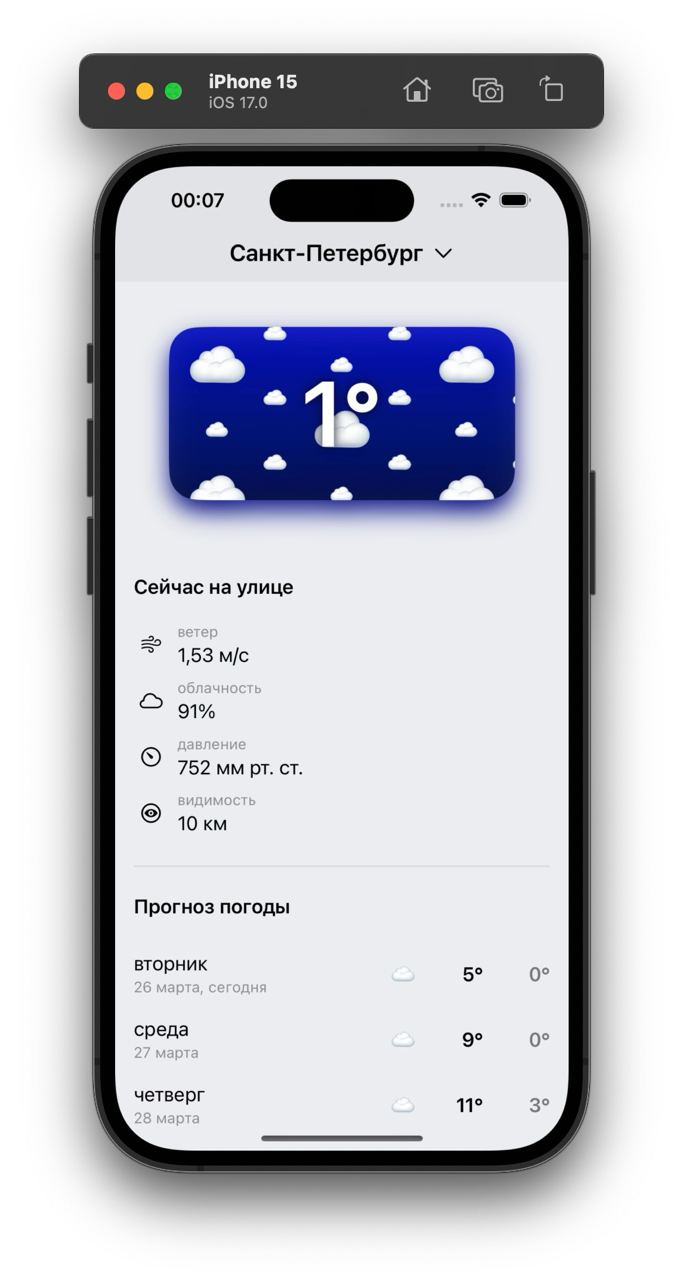 iPhone 15
iOS 17.0
00:07
Санкт-Петербург
1°
Сейчас на улице
ветер
1,53 м/с
облачность
91%
давление
752 мм рт. ст.
видимость
10 км
Прогноз погоды
вторник
26 марта, сегодня
5° 0°
среда
27 марта
9° 0°
четверг
28 марта
11° 3°